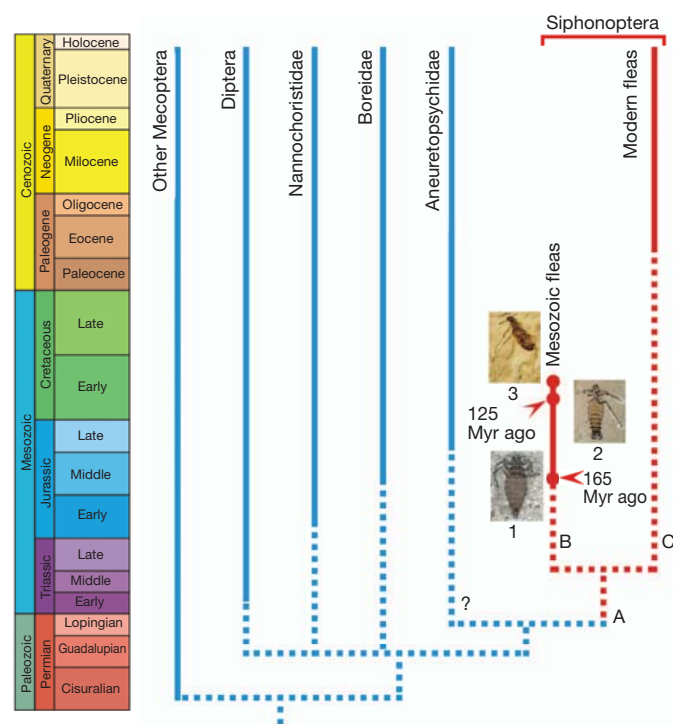 Siphonoptera
Cenozoic
Mesozoic
Paleozoic
Quaternary
Neogene
Paleogene
Cretaceous
Jurassic
Triassic
Permian
Holocene
Pleistocene
Pliocene
Milocene
Oligocene
Eocene
Paleocene
Late
Early
Late
Middle
Early
Late
Middle
Early
Lopingian
Guadalupian
Cisuralian
Other Mecoptera
Diptera
Nannochoristidae
Boreidae
Aneuretopsychidae
Mesozoic fleas
Modern fleas
3
125
Myr ago
2
165
Myr ago
1
B
C
?
A